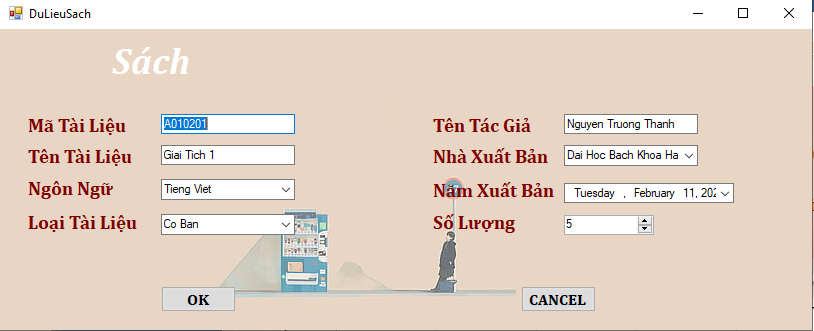 DuLieuSach
Sách
Mã Tài Liệu A010201
Tên Tác Giả Nguyen Truong Thanh
Tên Tài Liệu Giai Tich 1
Nhà Xuất Bản Dai Hoc Bach Khoa Ha
Ngôn Ngữ Tieng Viet
Năm Xuất Bản Tuesday , February 11, 202
Loại Tài Liệu Co Ban
Số Lượng 5
OK
CANCEL